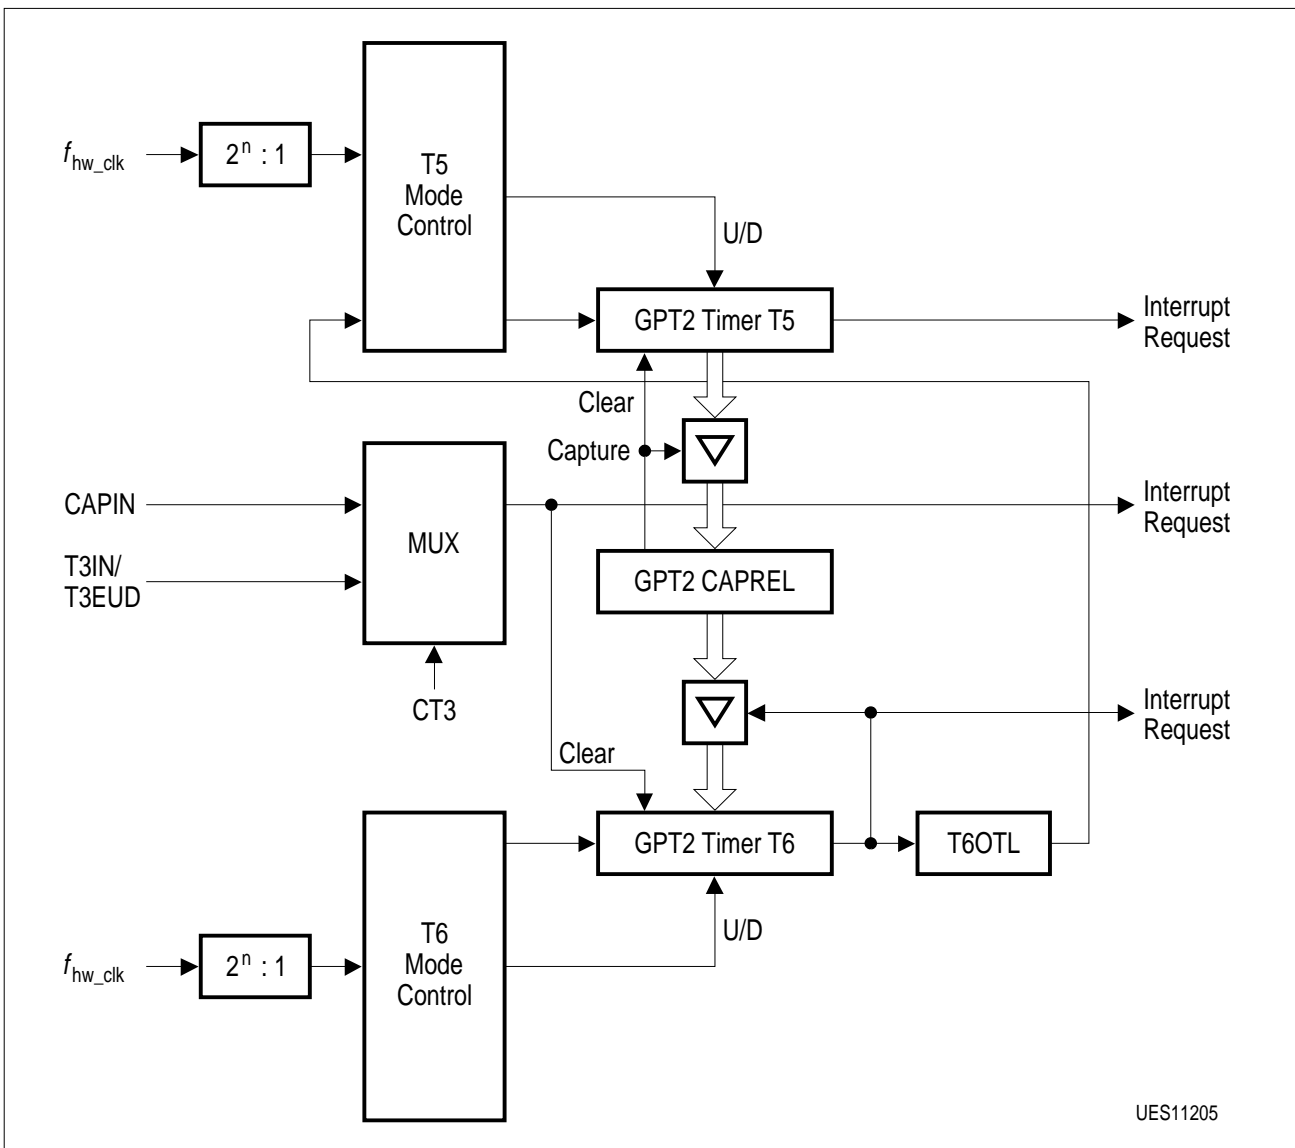 f hw_clk
2ⁿ : 1
T5
Mode
Control
U/D
GPT2 Timer T5
Interrupt
Request
Clear
Capture
CAPIN
T3IN/
T3EUD
MUX
CT3
Interrupt
Request
GPT2 CAPREL
Interrupt
Request
Clear
GPT2 Timer T6
T6OTL
U/D
f hw_clk
2ⁿ : 1
T6
Mode
Control
UES11205